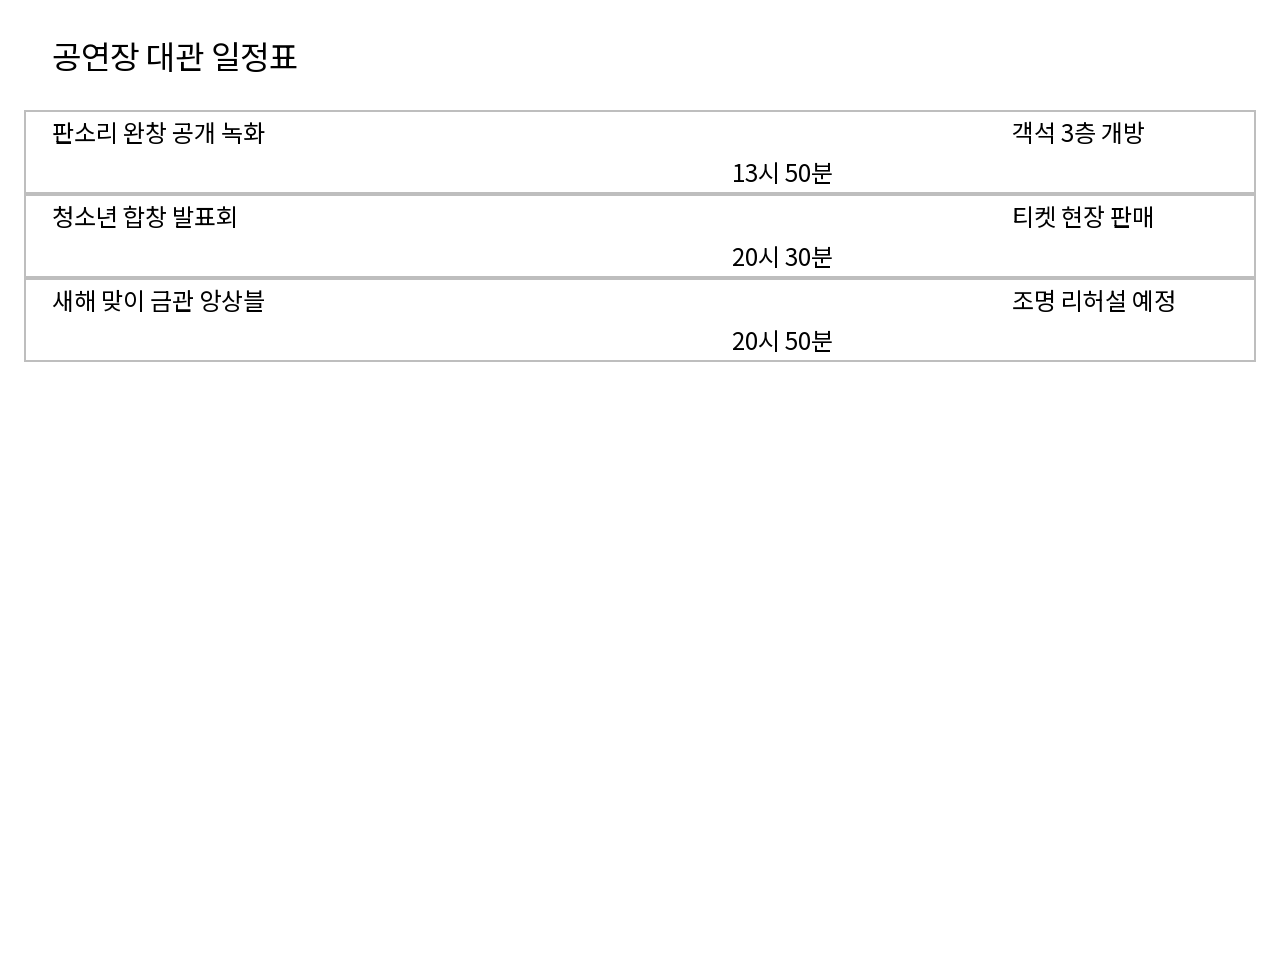 공연장 대관 일정표
판소리 완창 공개 녹화
객석 3층 개방
13시 50분
청소년 합창 발표회
티켓 현장 판매
20시 30분
새해 맞이 금관 앙상블
조명 리허설 예정
20시 50분